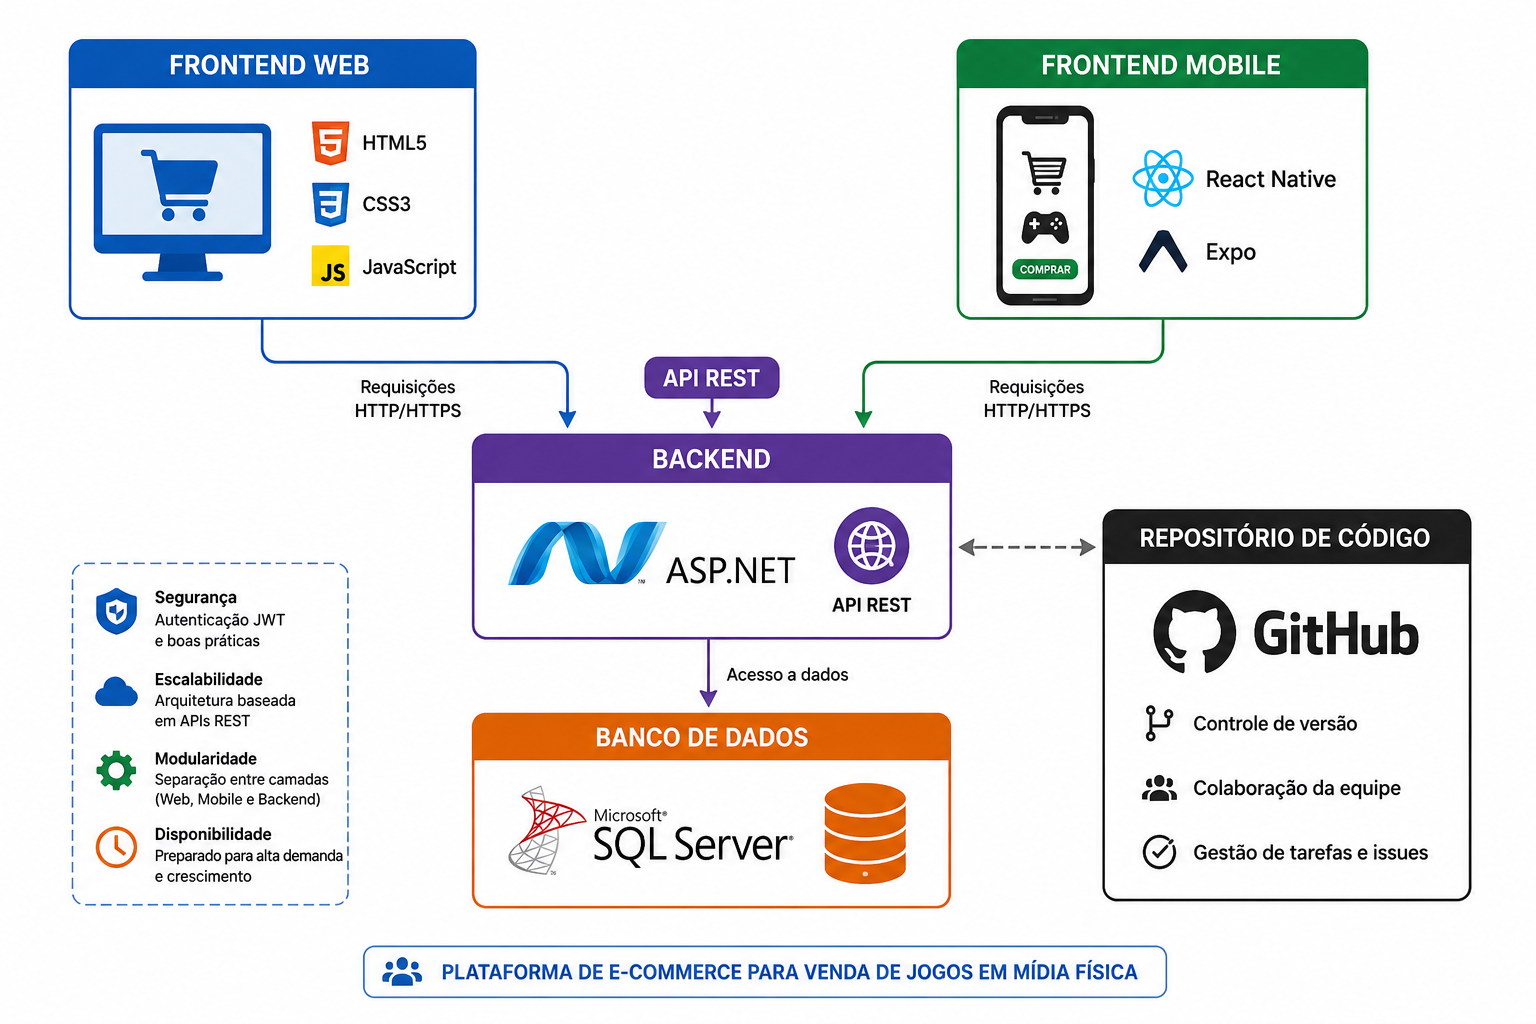 FRONTEND WEB
HTML5
CSS3
JS JavaScript
FRONTEND MOBILE
COMPRAR
React Native
Expo
Requisições
HTTP/HTTPS
API REST
Requisições
HTTP/HTTPS
BACKEND
ASP.NET
API REST
Acesso a dados
BANCO DE DADOS
Microsoft®
SQL Server®
REPOSITÓRIO DE CÓDIGO
GitHub
Controle de versão
Colaboração da equipe
Gestão de tarefas e issues
Segurança
Autenticação JWT
e boas práticas
Escalabilidade
Arquitetura baseada
em APIs REST
Modularidade
Separação entre camadas
(Web, Mobile e Backend)
Disponibilidade
Preparado para alta demanda
e crescimento
PLATAFORMA DE E-COMMERCE PARA VENDA DE JOGOS EM MÍDIA FÍSICA